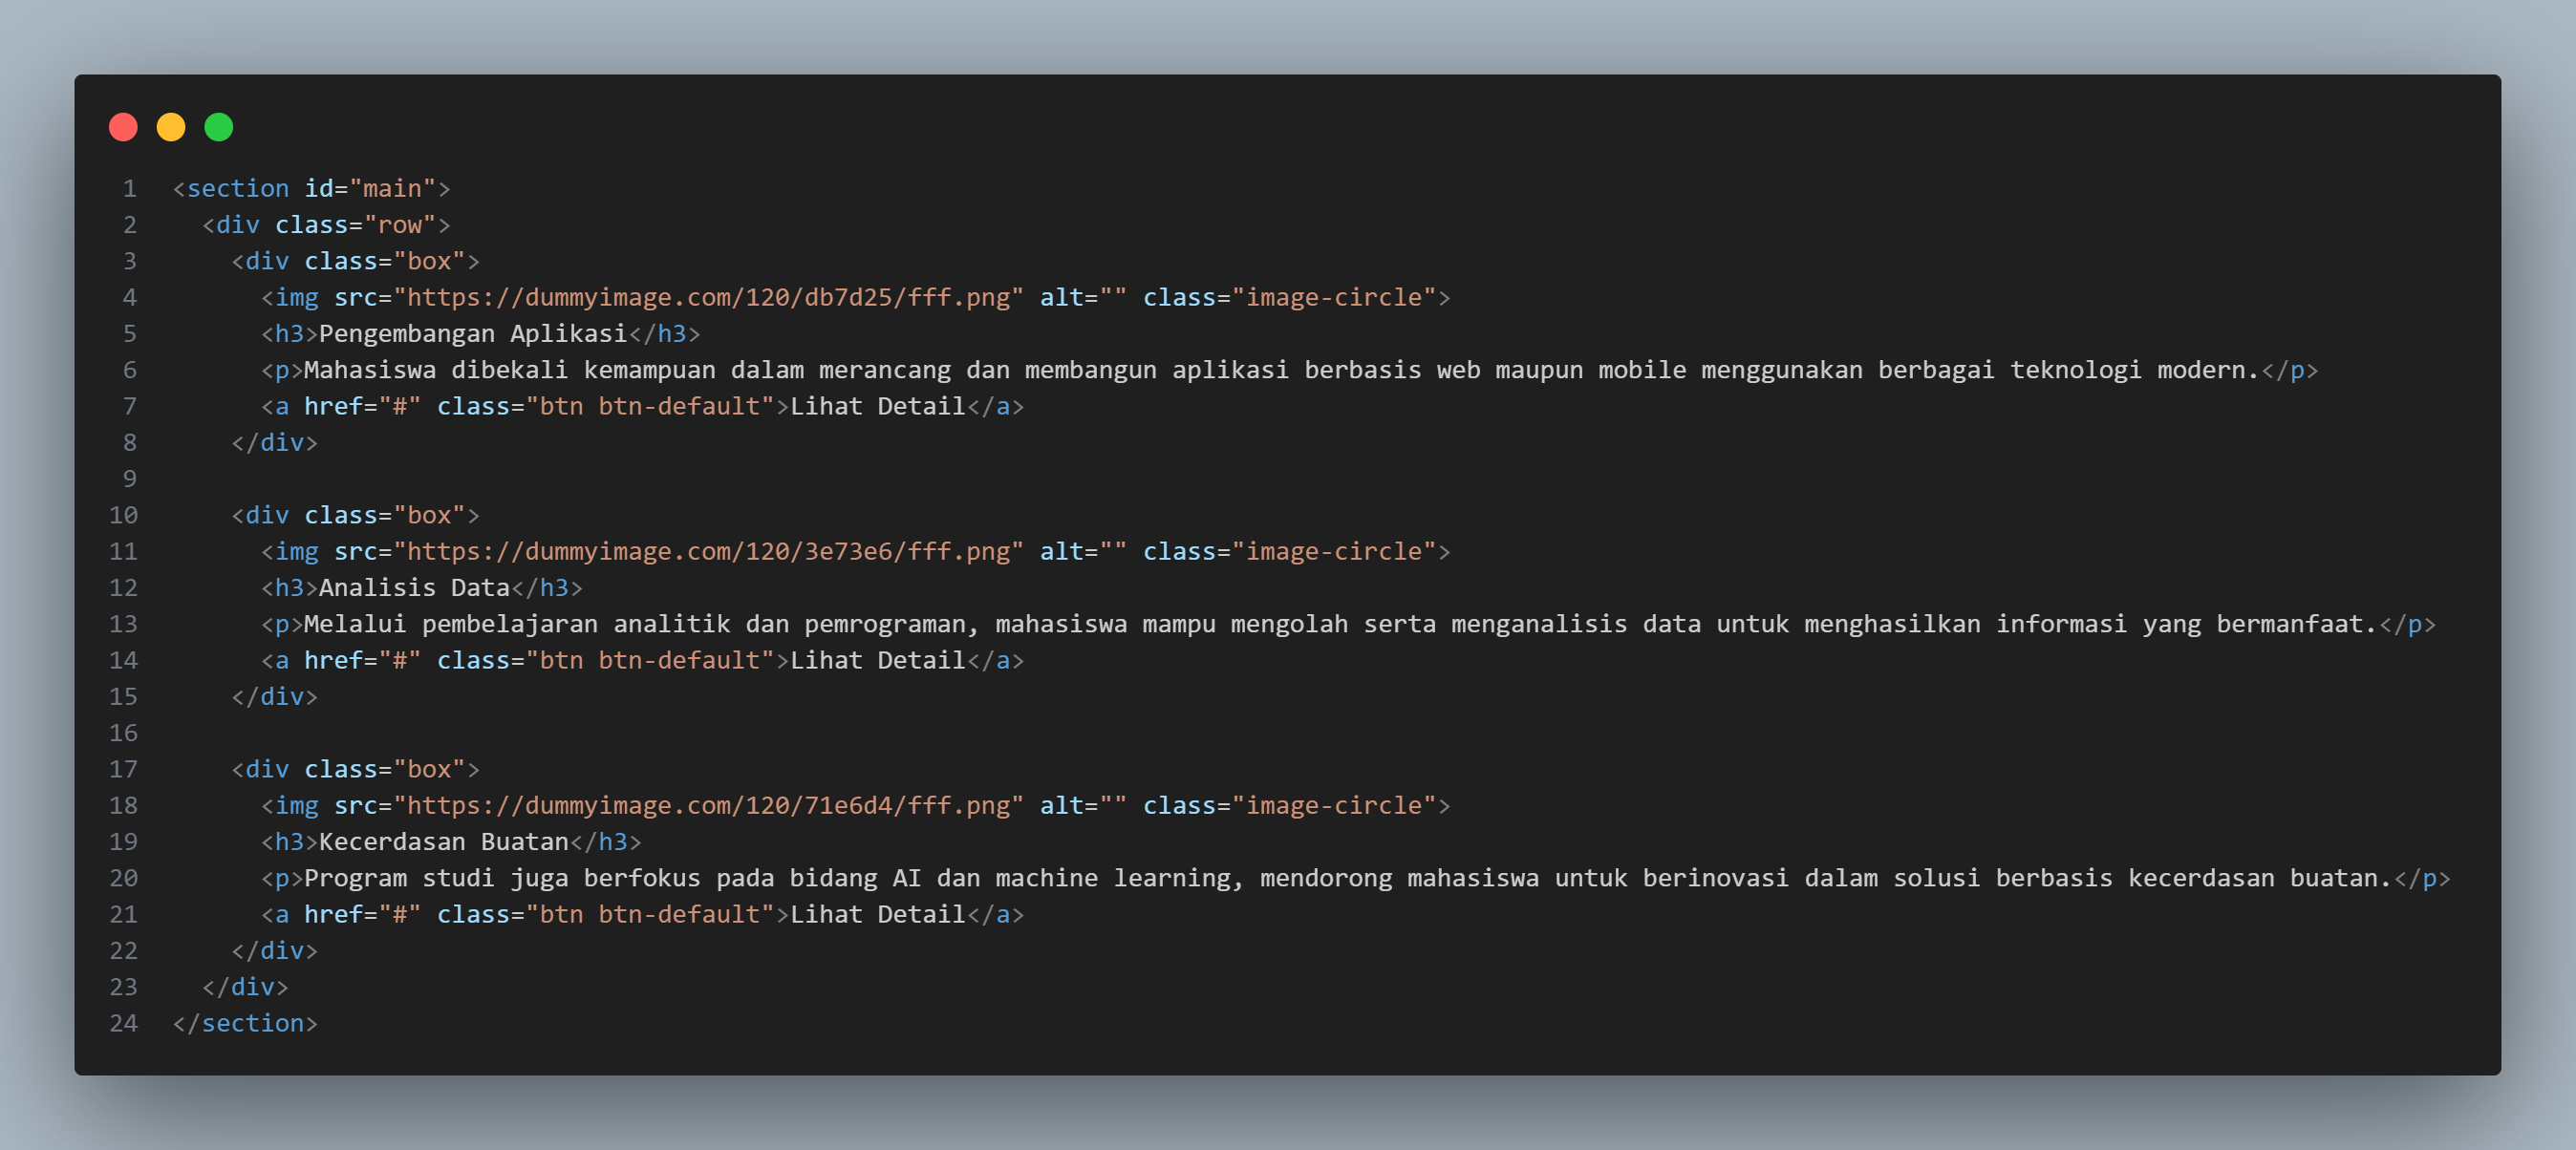 1 <section id="main">
2   <div class="row">
3     <div class="box">
4       <img src="https://dummyimage.com/120/db7d25/fff.png" alt="" class="image-circle">
5       <h3>Pengembangan Aplikasi</h3>
6       <p>Mahasiswa dibekali kemampuan dalam merancang dan membangun aplikasi berbasis web maupun mobile menggunakan berbagai teknologi modern.</p>
7       <a href="#" class="btn btn-default">Lihat Detail</a>
8     </div>
9
10     <div class="box">
11       <img src="https://dummyimage.com/120/3e73e6/fff.png" alt="" class="image-circle">
12       <h3>Analisis Data</h3>
13       <p>Melalui pembelajaran analitik dan pemrograman, mahasiswa mampu mengolah serta menganalisis data untuk menghasilkan informasi yang bermanfaat.</p>
14       <a href="#" class="btn btn-default">Lihat Detail</a>
15     </div>
16
17     <div class="box">
18       <img src="https://dummyimage.com/120/71e6d4/fff.png" alt="" class="image-circle">
19       <h3>Kecerdasan Buatan</h3>
20       <p>Program studi juga berfokus pada bidang AI dan machine learning, mendorong mahasiswa untuk berinovasi dalam solusi berbasis kecerdasan buatan.</p>
21       <a href="#" class="btn btn-default">Lihat Detail</a>
22     </div>
23   </div>
24 </section>